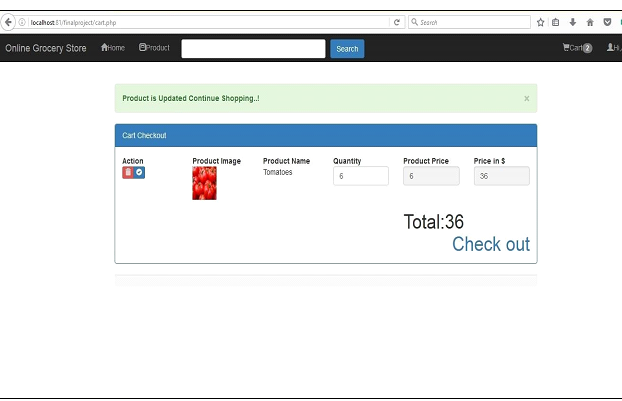 localhost:81/finalproject/cart.php
Search
Online Grocery Store Home Product Search Cart 2 Hi,
Product is Updated Continue Shopping..! ×
Cart Checkout
Action Product Image Product Name Quantity Product Price Price in $
Tomatoes 6 6 36
Total:36
Check out